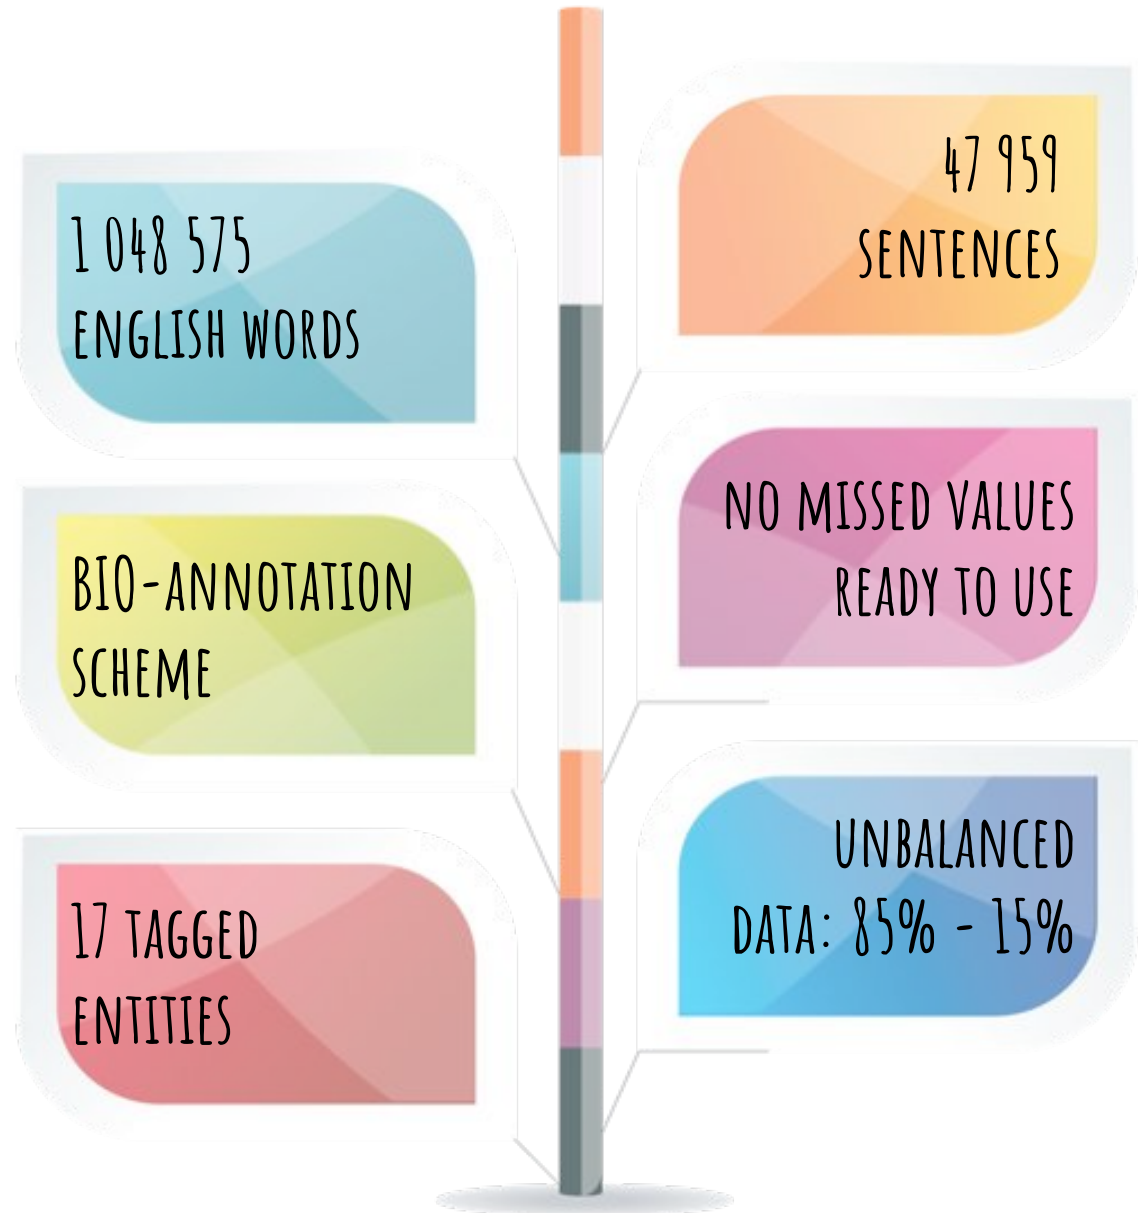 1 048 575
ENGLISH WORDS
47 959
SENTENCES
BIO-ANNOTATION
SCHEME
NO MISSED VALUES
READY TO USE
17 TAGGED
ENTITIES
UNBALANCED
DATA: 85% - 15%